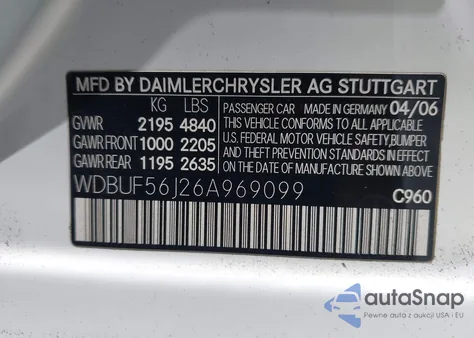 MFD BY DAIMLERCHRYSLER AG STUTTGART
KG LBS
GVWR 2195 4840
GAWR FRONT 1000 2205
GAWR REAR 1195 2635
PASSENGER CAR MADE IN GERMANY 04/06
THIS VEHICLE CONFORMS TO ALL APPLICABLE
U.S. FEDERAL MOTOR VEHICLE SAFETY,BUMPER
AND THEFT PREVENTION STANDARDS IN EFFECT
ON THE DATE OF MANUFACTURE SHOWN ABOVE.
WDBUF56J26A969099
C960
autoSnap
Pewne auta z aukcji USA i EU